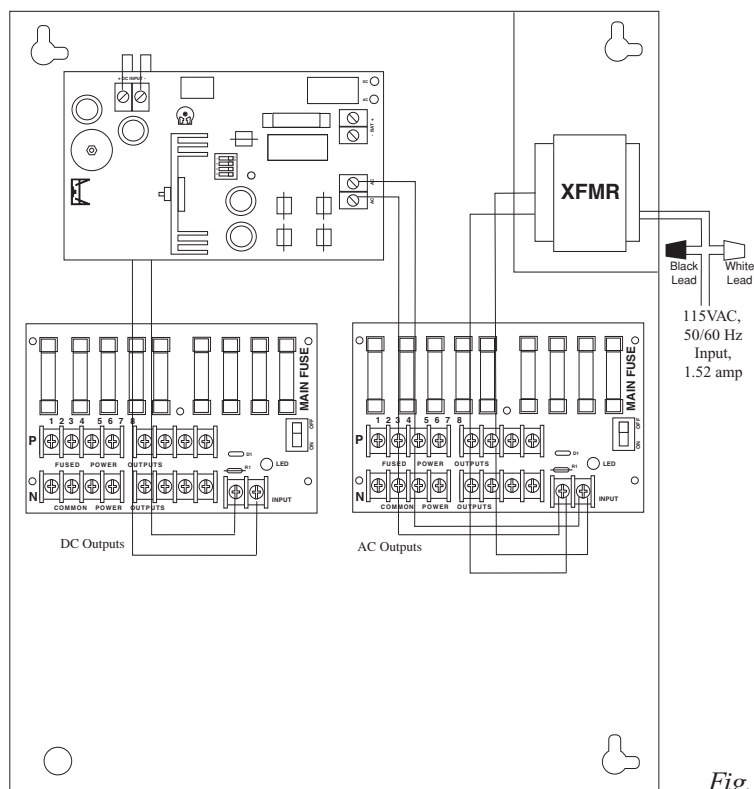 + DC INPUT -
DC
AC
- BAT +
AC
AC
XFMR
Black Lead
White Lead
115VAC,
50/60 Hz
Input,
1.52 amp
MAIN FUSE
OFF
ON
1 2 3 4 5 6 7 8
P
FUSED POWER OUTPUTS
D1
R1
LED
N
COMMON POWER OUTPUTS
INPUT
DC Outputs
MAIN FUSE
OFF
ON
1 2 3 4 5 6 7 8
P
FUSED POWER OUTPUTS
D1
R1
LED
N
COMMON POWER OUTPUTS
INPUT
AC Outputs
Fig.